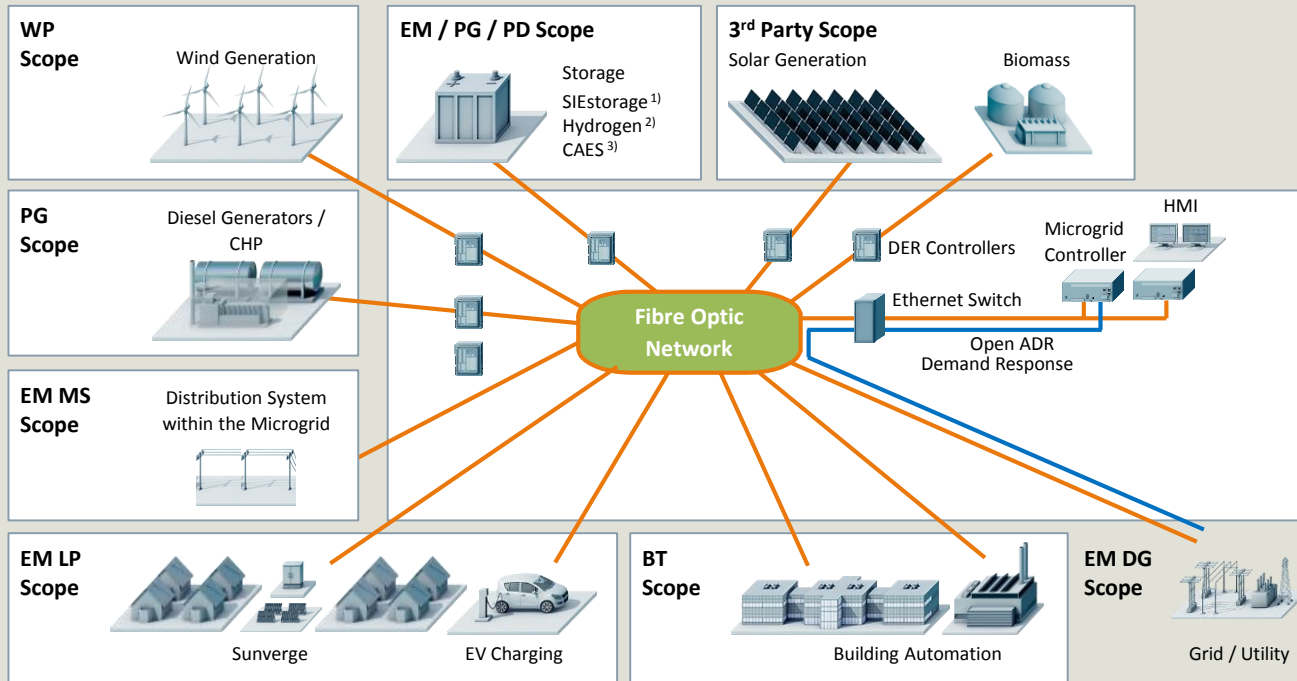 WP
Scope
Wind Generation
EM / PG / PD Scope
Storage
SIEstorage 1)
Hydrogen 2)
CAES 3)
3rd Party Scope
Solar Generation
Biomass
PG
Scope
Diesel Generators /
CHP
DER Controllers
Microgrid
Controller
HMI
Ethernet Switch
Open ADR
Demand Response
Fibre Optic
Network
EM MS
Scope
Distribution System
within the Microgrid
EM LP
Scope
Sunverge
EV Charging
BT
Scope
Building Automation
EM DG
Scope
Grid / Utility